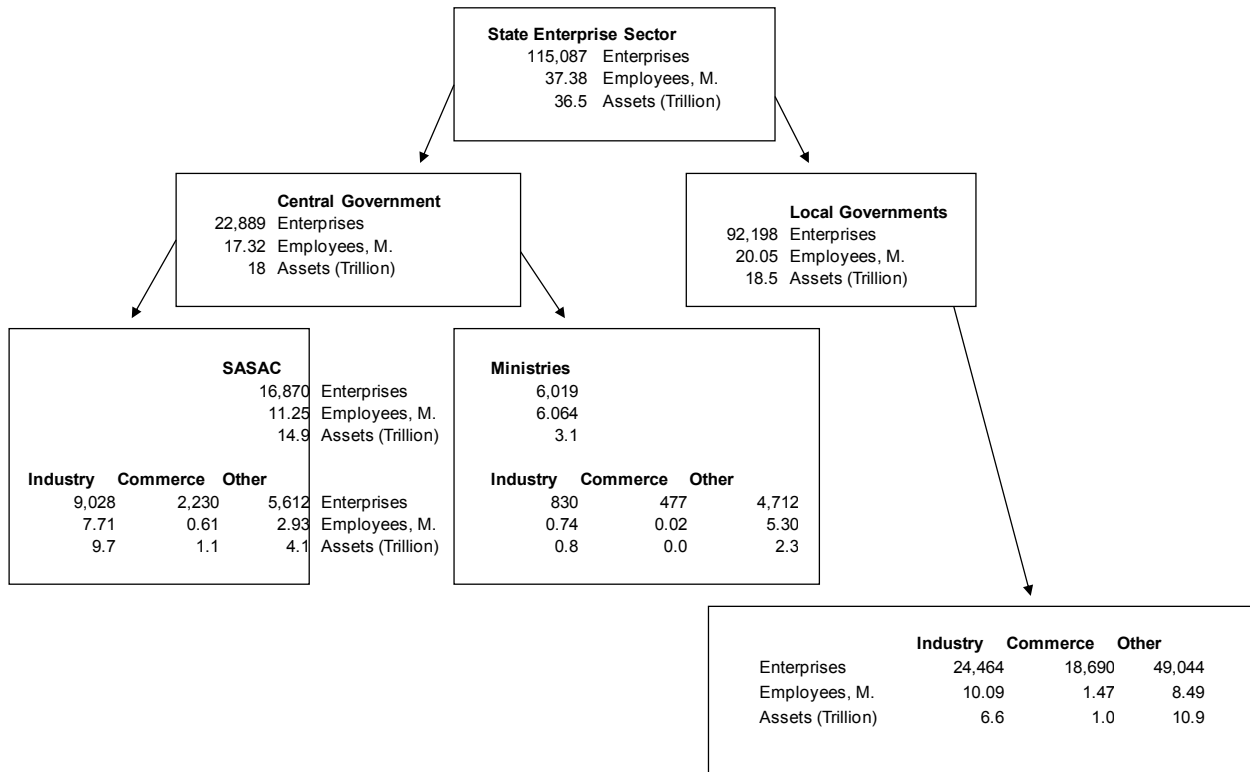 State Enterprise Sector
115,087 Enterprises
37.38 Employees, M.
36.5 Assets (Trillion)
Central Government
22,889 Enterprises
17.32 Employees, M.
18 Assets (Trillion)
Local Governments
92,198 Enterprises
20.05 Employees, M.
18.5 Assets (Trillion)
SASAC
16,870 Enterprises
11.25 Employees, M.
14.9 Assets (Trillion)
Industry Commerce Other
9,028 2,230 5,612 Enterprises
7.71 0.61 2.93 Employees, M.
9.7 1.1 4.1 Assets (Trillion)
Ministries
6,019
6.064
3.1
Industry Commerce Other
830 477 4,712
0.74 0.02 5.30
0.8 0.0 2.3
Industry Commerce Other
Enterprises 24,464 18,690 49,044
Employees, M. 10.09 1.47 8.49
Assets (Trillion) 6.6 1.0 10.9